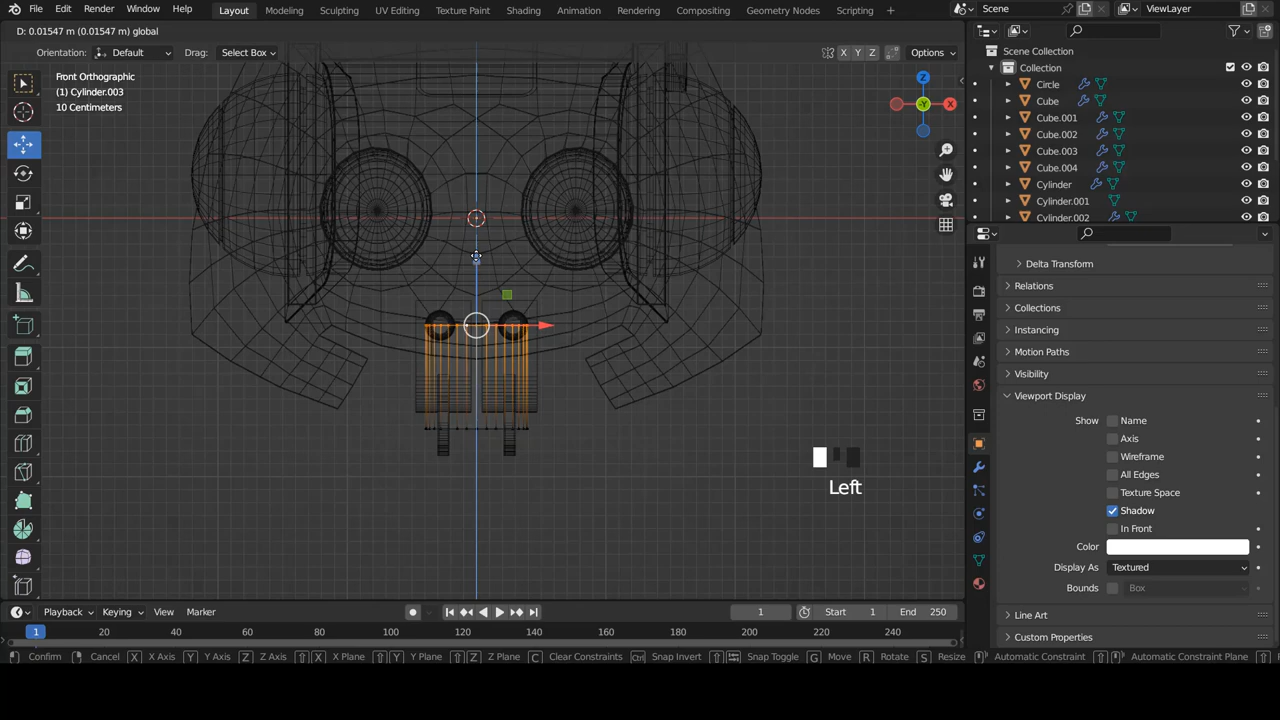 File Edit Render Window Help Layout Modeling Sculpting UV Editing Texture Paint Shading Animation Rendering Compositing Geometry Nodes Scripting Scene ViewLayer
D: 0.01547 m (0.01547 m) global
Orientation: Default Drag: Select Box X Y Z Options
Front Orthographic
(1) Cylinder.003
10 Centimeters
Z
Y
X
Left
Scene Collection
Collection
Circle
Cube
Cube.001
Cube.002
Cube.003
Cube.004
Cylinder
Cylinder.001
Cylinder.002
Delta Transform
Relations
Collections
Instancing
Motion Paths
Visibility
Viewport Display
Show Name
Axis
Wireframe
All Edges
Texture Space
Shadow
In Front
Color
Display As Textured
Bounds Box
Line Art
Custom Properties
Playback Keying View Marker 1 Start 1 End 250
1 20 40 60 80 100 120 140 160 180 200 220 240
Confirm Cancel X X Axis Y Y Axis Z Z Axis X X Plane Y Y Plane Z Z Plane C Clear Constraints Ctrl Snap Invert Snap Toggle G Move R Rotate S Resize Automatic Constraint Automatic Constraint Plane